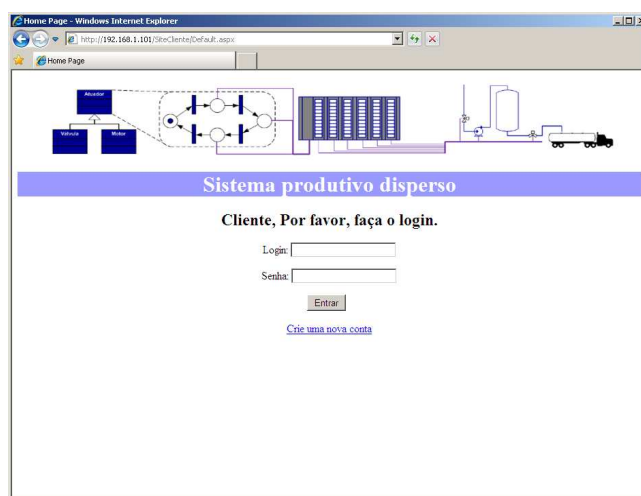 Home Page - Windows Internet Explorer
http://192.168.1.101/SiteCliente/Default.aspx
Home Page
Atuador
Válvula
Motor
Sistema produtivo disperso
Cliente, Por favor, faça o login.
Login:
Senha:
Entrar
Crie uma nova conta